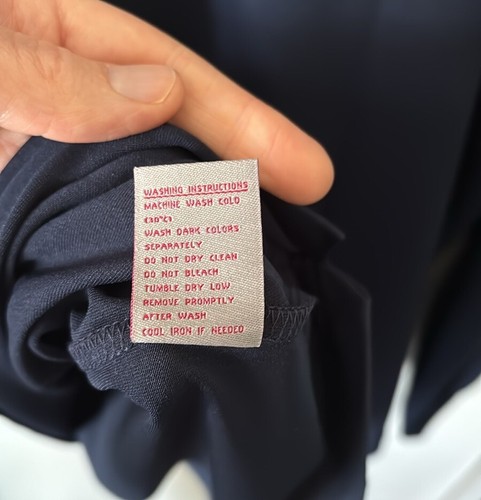 WASHING INSTRUCTIONS
MACHINE WASH COLD
(30°C)
WASH DARK COLORS
SEPARATELY
DO NOT DRY CLEAN
DO NOT BLEACH
TUMBLE DRY LOW
REMOVE PROMPTLY
AFTER WASH
COOL IRON IF NEEDED